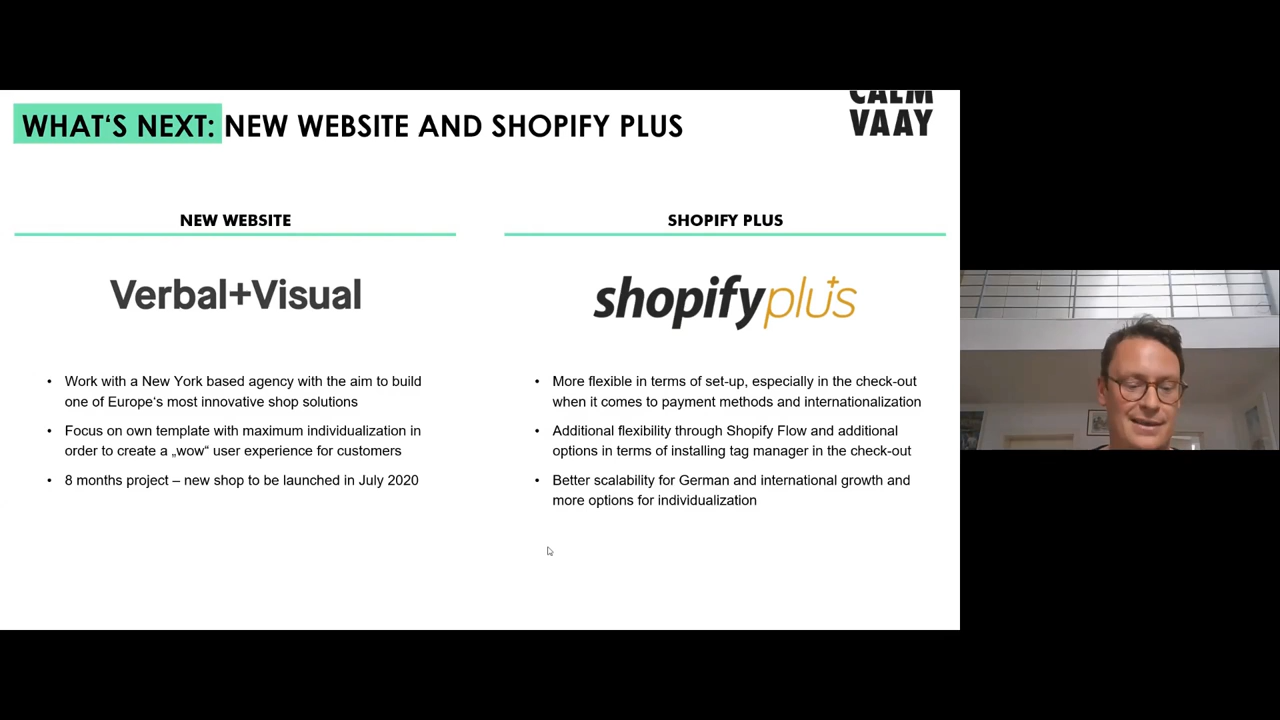 CALM
VAAY
WHAT‘S NEXT: NEW WEBSITE AND SHOPIFY PLUS
NEW WEBSITE
Verbal+Visual
• Work with a New York based agency with the aim to build
one of Europe‘s most innovative shop solutions
• Focus on own template with maximum individualization in
order to create a „wow“ user experience for customers
• 8 months project – new shop to be launched in July 2020
SHOPIFY PLUS
shopifyplus
• More flexible in terms of set-up, especially in the check-out
when it comes to payment methods and internationalization
• Additional flexibility through Shopify Flow and additional
options in terms of installing tag manager in the check-out
• Better scalability for German and international growth and
more options for individualization